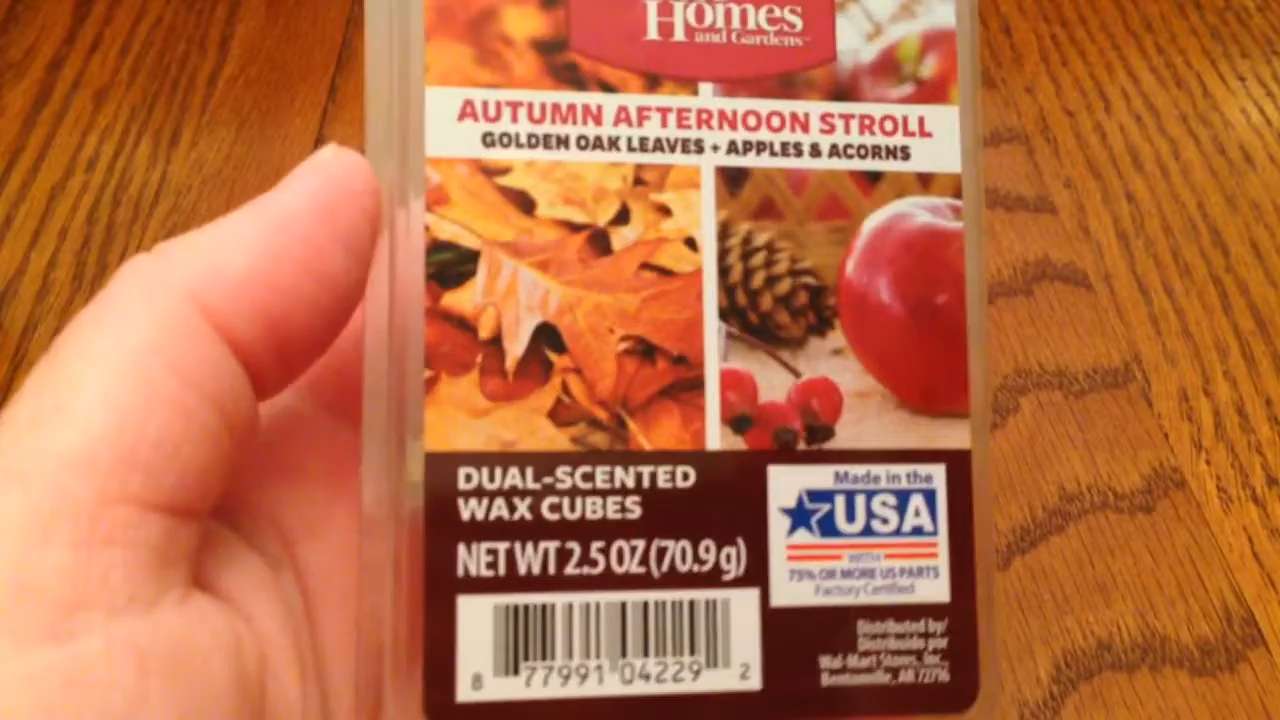 Homes
and Gardens™
AUTUMN AFTERNOON STROLL
GOLDEN OAK LEAVES + APPLES & ACORNS
DUAL-SCENTED
WAX CUBES
NET WT 2.5 OZ (70.9 g)
Made in the
USA
WITH
75% OR MORE US PARTS
Factory Certified
Distributed by/
Distribuido por
Wal-Mart Stores, Inc.,
Bentonville, AR 72716
8 77991 04229 2